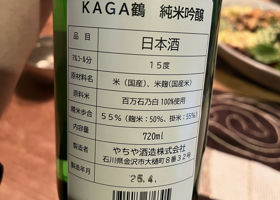 KAGA鶴 純米吟醸
品目 日本酒
アルコール分 15度
原材料名 米(国産)、米麹(国産米)
原料米 百万石乃白 100%使用
精米歩合 55%(麹米:50%、掛米:55%)
内容量 720ml
製造者 やちや酒造株式会社
石川県金沢市大樋町8番32号
製造年月 25.4.